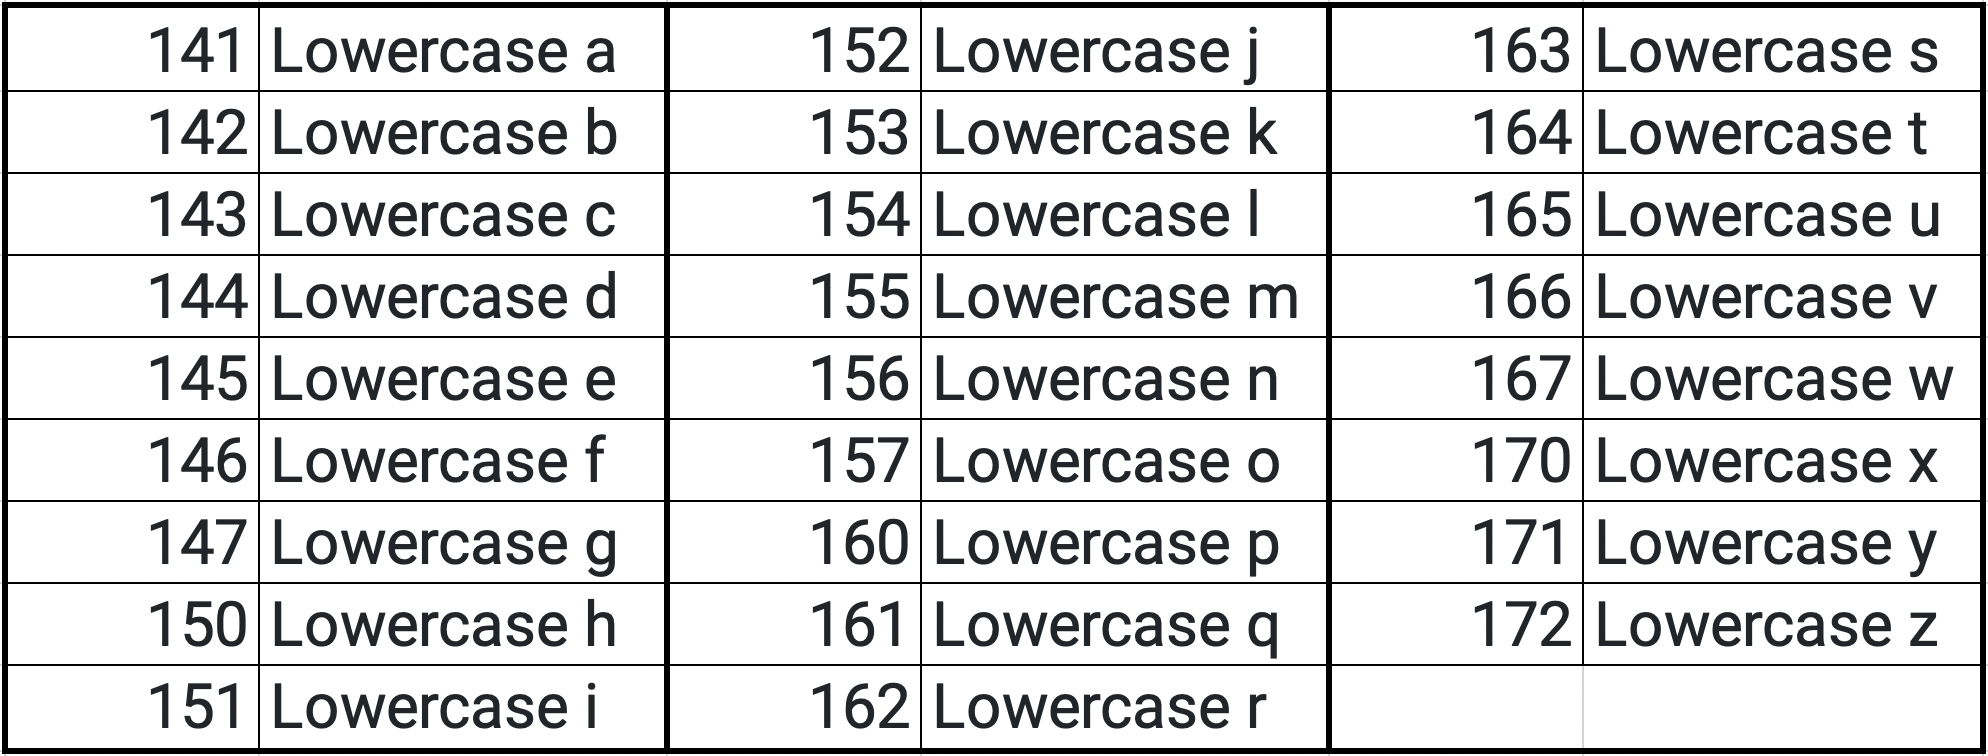 141 Lowercase a 152 Lowercase j 163 Lowercase s
142 Lowercase b 153 Lowercase k 164 Lowercase t
143 Lowercase c 154 Lowercase l 165 Lowercase u
144 Lowercase d 155 Lowercase m 166 Lowercase v
145 Lowercase e 156 Lowercase n 167 Lowercase w
146 Lowercase f 157 Lowercase o 170 Lowercase x
147 Lowercase g 160 Lowercase p 171 Lowercase y
150 Lowercase h 161 Lowercase q 172 Lowercase z
151 Lowercase i 162 Lowercase r